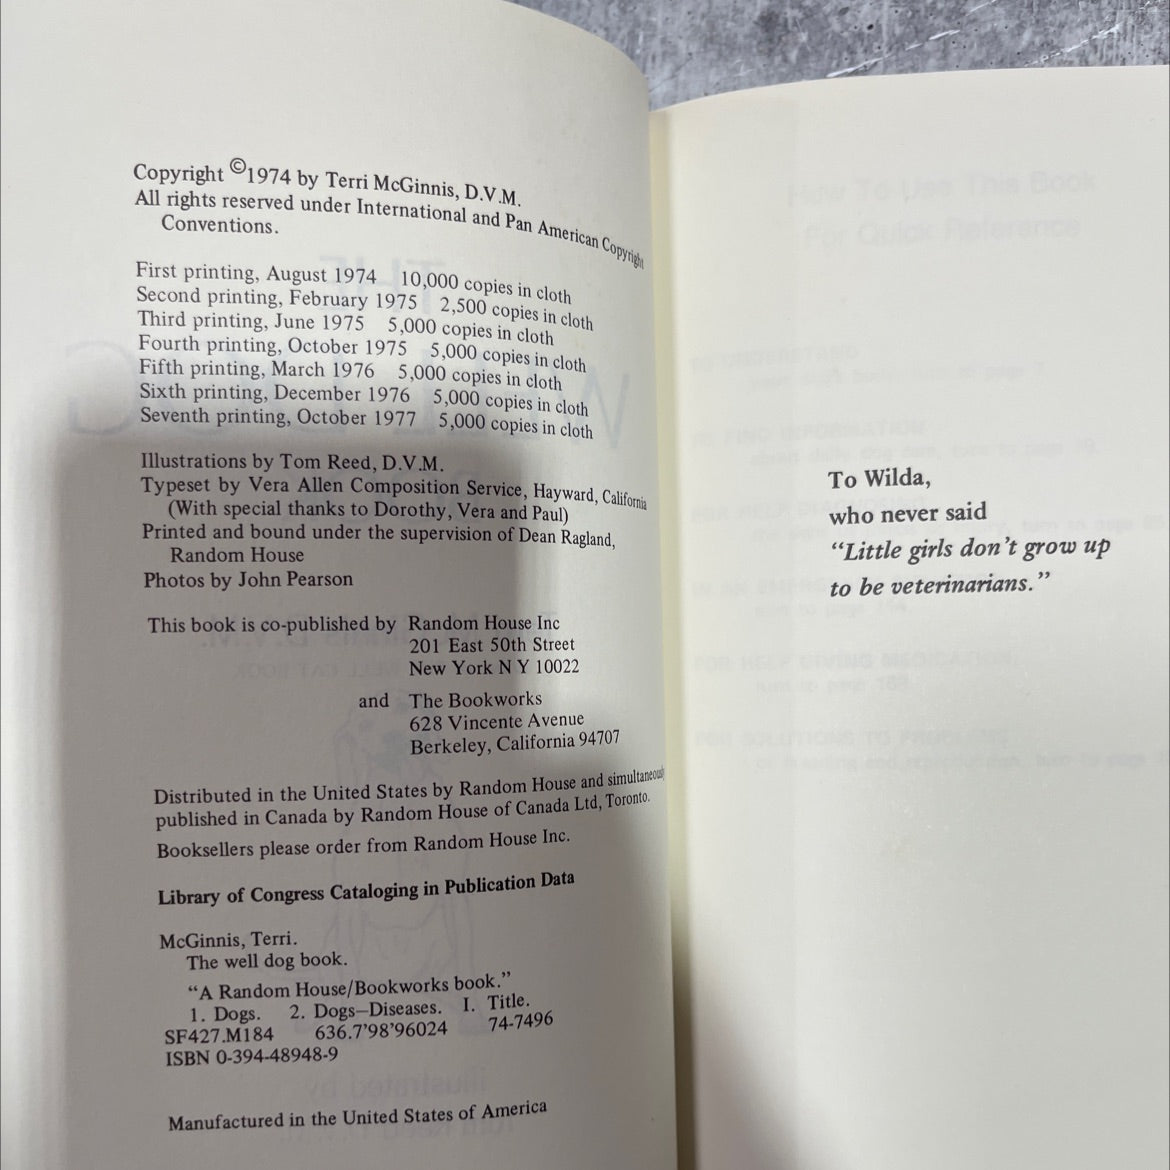 Copyright ©1974 by Terri McGinnis, D.V.M.
All rights reserved under International and Pan American Copyright
Conventions.
First printing, August 1974 10,000 copies in cloth
Second printing, February 1975 2,500 copies in cloth
Third printing, June 1975 5,000 copies in cloth
Fourth printing, October 1975 5,000 copies in cloth
Fifth printing, March 1976 5,000 copies in cloth
Sixth printing, December 1976 5,000 copies in cloth
Seventh printing, October 1977 5,000 copies in cloth
Illustrations by Tom Reed, D.V.M.
Typeset by Vera Allen Composition Service, Hayward, California
(With special thanks to Dorothy, Vera and Paul)
Printed and bound under the supervision of Dean Ragland,
Random House
Photos by John Pearson
This book is co-published by Random House Inc
201 East 50th Street
New York N Y 10022
and The Bookworks
628 Vincente Avenue
Berkeley, California 94707
Distributed in the United States by Random House and simultaneously
published in Canada by Random House of Canada Ltd, Toronto.
Booksellers please order from Random House Inc.
Library of Congress Cataloging in Publication Data
McGinnis, Terri.
The well dog book.
“A Random House/Bookworks book.”
1. Dogs. 2. Dogs—Diseases. I. Title.
SF427.M184 636.7'98'96024 74-7496
ISBN 0-394-48948-9
Manufactured in the United States of America
To Wilda,
who never said
“Little girls don’t grow up
to be veterinarians.”
How To Use This Book
For Quick Reference